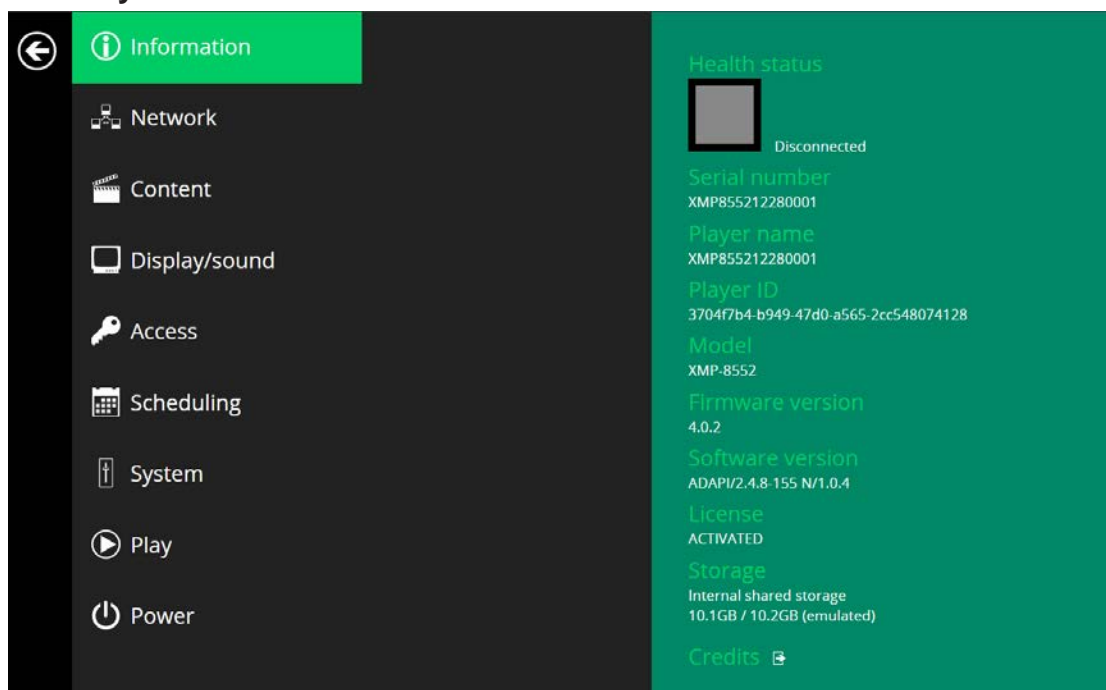 Information
Network
Content
Display/sound
Access
Scheduling
System
Play
Power
Health status
Disconnected
Serial number
XMP855212280001
Player name
XMP855212280001
Player ID
3704f7b4-b949-47d0-a565-2cc548074128
Model
XMP-8552
Firmware version
4.0.2
Software version
ADAPI/2.4.8-155 N/1.0.4
License
ACTIVATED
Storage
Internal shared storage
10.1GB / 10.2GB (emulated)
Credits